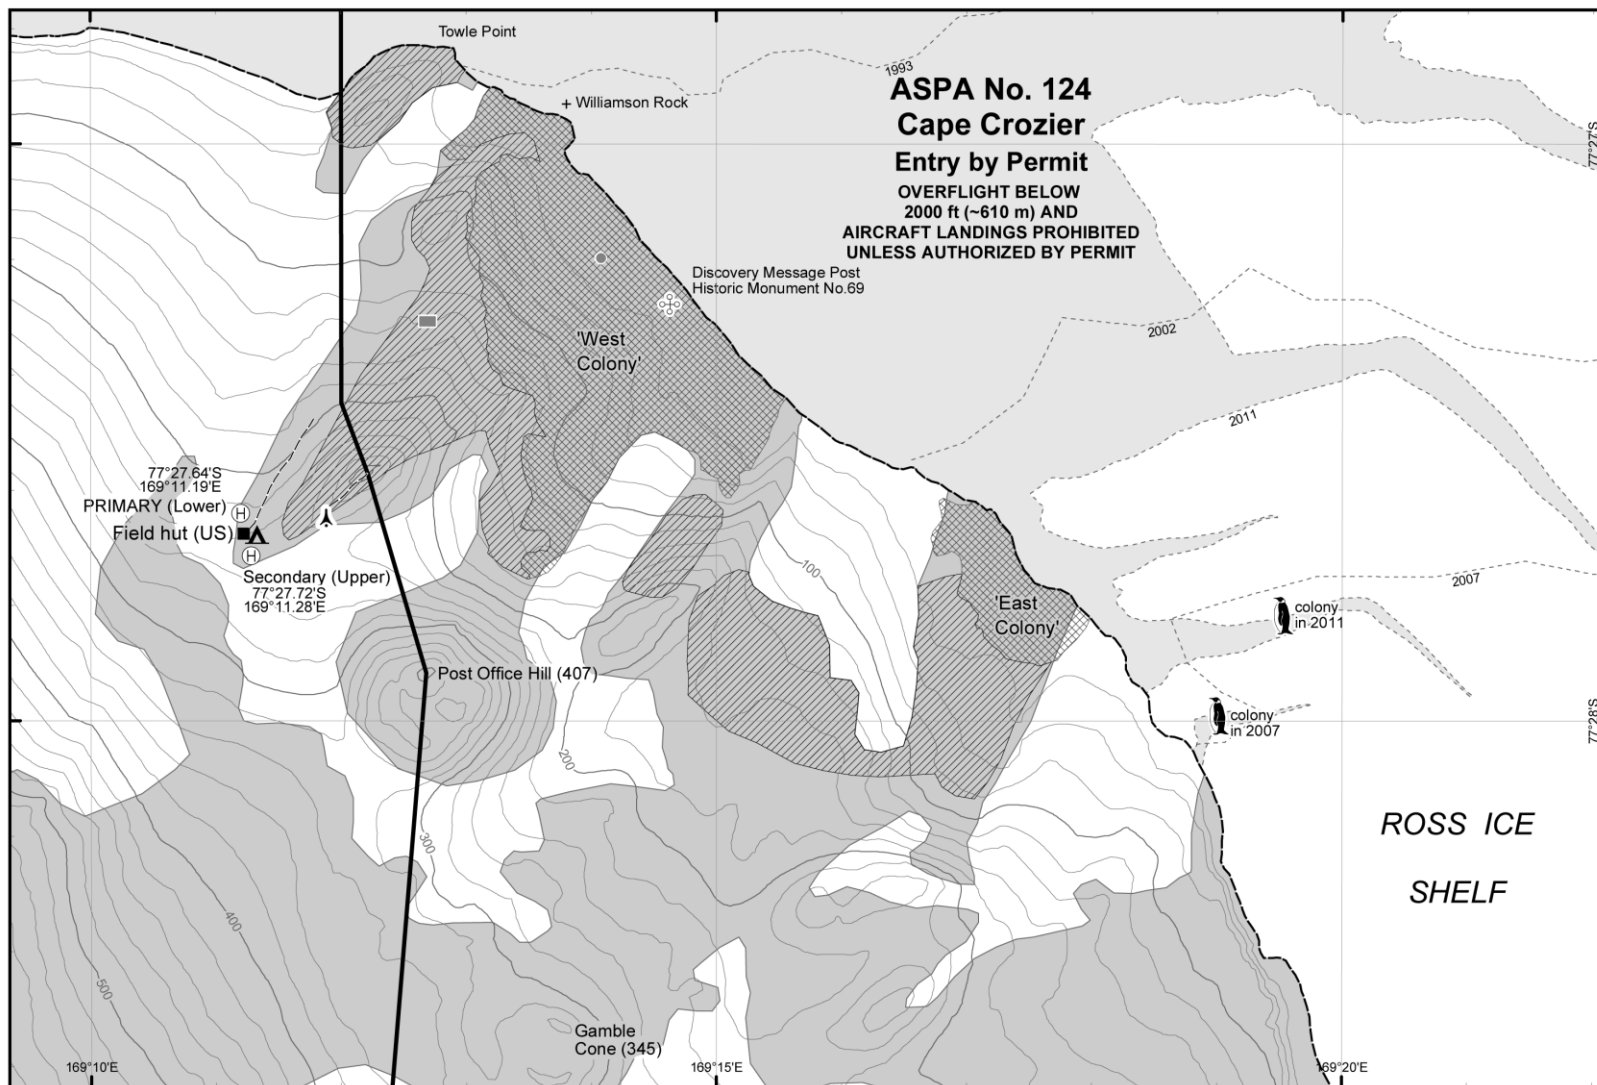 Towle Point
1993
Williamson Rock
ASPA No. 124
Cape Crozier
Entry by Permit
OVERFLIGHT BELOW
2000 ft (~610 m) AND
AIRCRAFT LANDINGS PROHIBITED
UNLESS AUTHORIZED BY PERMIT
77°27'S
Discovery Message Post
Historic Monument No.69
2002
'West
Colony'
2011
77°27.64'S
169°11.19'E
PRIMARY (Lower)
H
Field hut (US)
H
Secondary (Upper)
77°27.72'S
169°11.28'E
100
2007
'East
Colony'
colony
in 2011
Post Office Hill (407)
colony
in 2007
77°28'S
200
300
ROSS ICE
SHELF
400
500
Gamble
Cone (345)
169°10'E
169°15'E
169°20'E